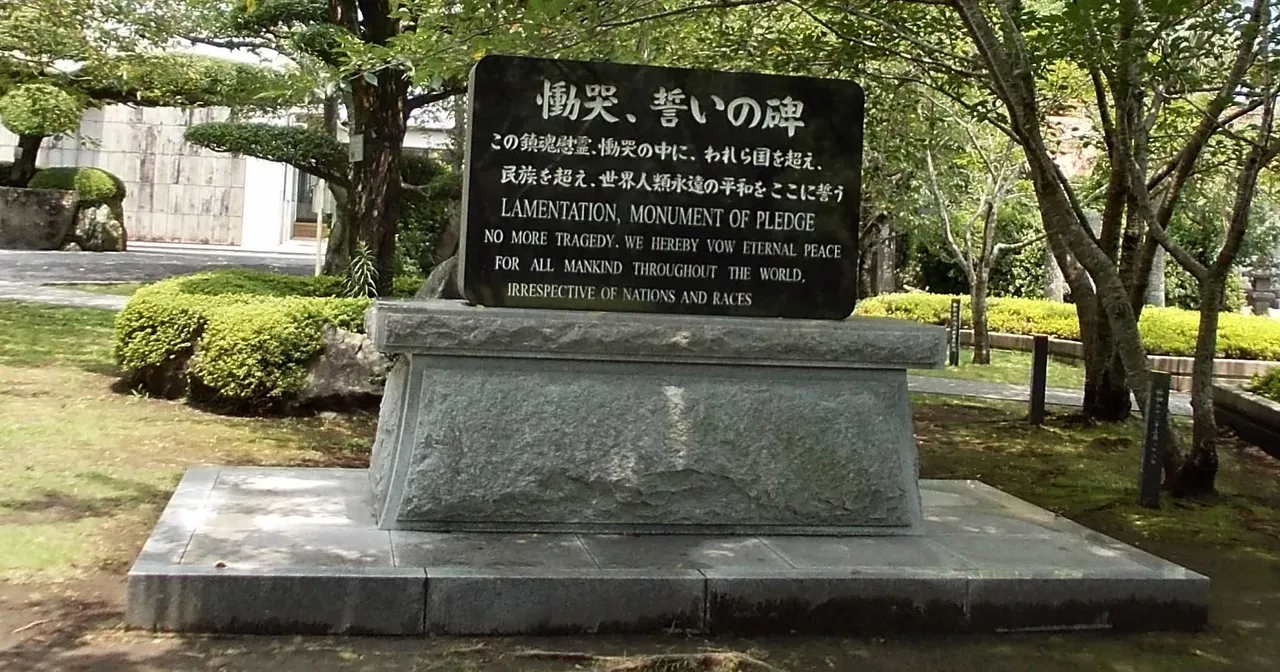 慟哭、誓いの碑
この鎮魂慰霊、慟哭の中に、われら国を超え、
民族を超え、世界人類永遠の平和をここに誓う
LAMENTATION, MONUMENT OF PLEDGE
NO MORE TRAGEDY. WE HEREBY VOW ETERNAL PEACE
FOR ALL MANKIND THROUGHOUT THE WORLD,
IRRESPECTIVE OF NATIONS AND RACES